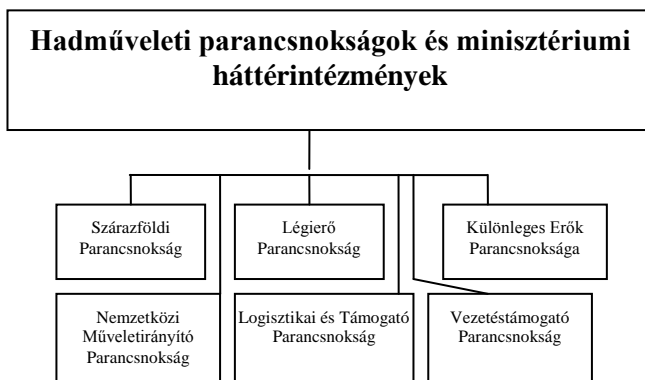 Hadműveleti parancsnokságok és minisztériumi
háttérintézmények
Szárazföldi
Parancsnokság
Légierő
Parancsnokság
Különleges Erők
Parancsnoksága
Nemzetközi
Műveletirányító
Parancsnokság
Logisztikai és Támogató
Parancsnokság
Vezetéstámogató
Parancsnokság